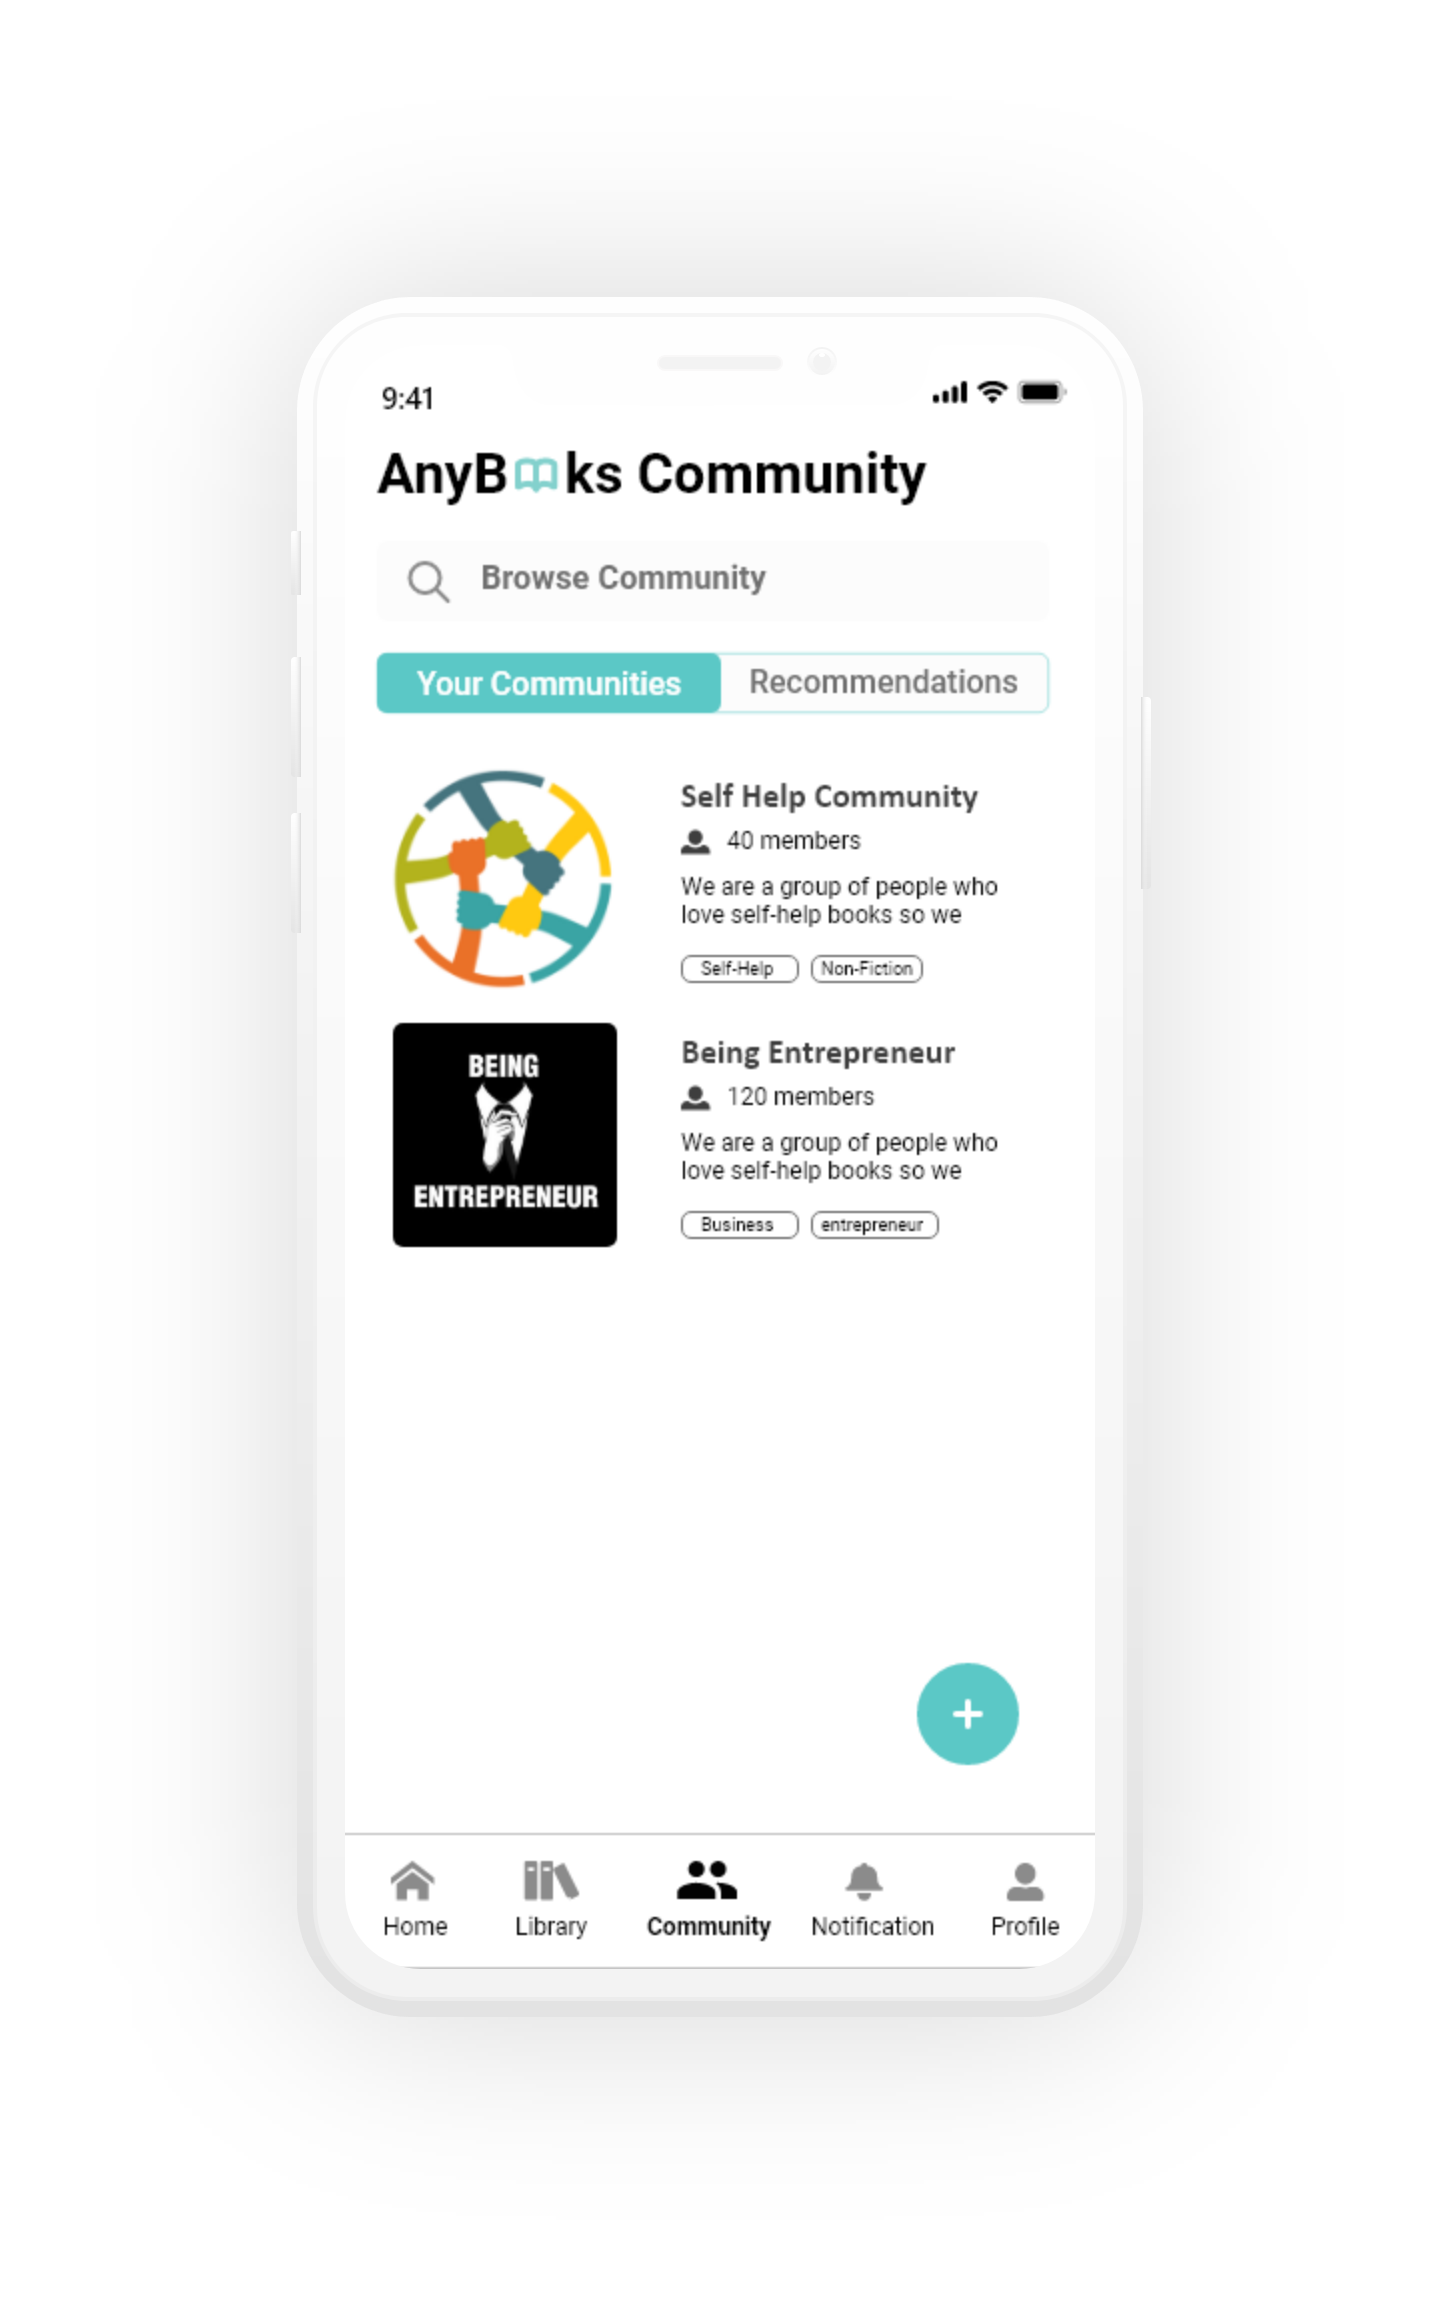 9:41
AnyB ks Community
Browse Community
Your Communities Recommendations
Self Help Community
40 members
We are a group of people who
love self-help books so we
Self-Help Non-Fiction
BEING
ENTREPRENEUR
Being Entrepreneur
120 members
We are a group of people who
love self-help books so we
Business entrepreneur
+
Home Library Community Notification Profile